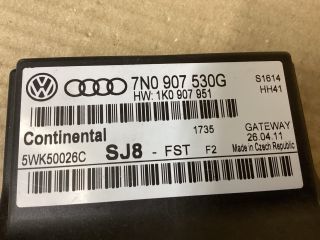 7N0 907 530G
HW: 1K0 907 951
S1614
HH41
Continental
1735
GATEWAY
26.04.11
5WK50026C
SJ8 - FST F2
Made in Czech Republic